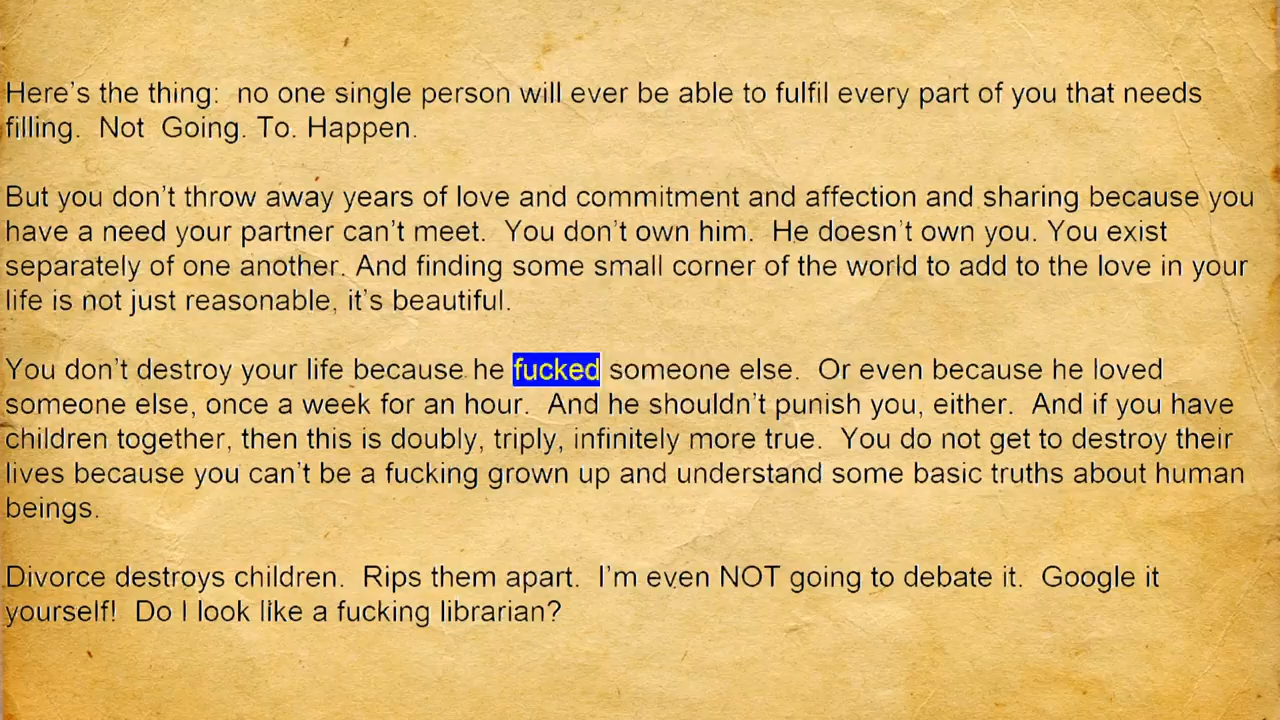 Here's the thing:  no one single person will ever be able to fulfil every part of you that needs
filling.  Not  Going. To. Happen.
But you don't throw away years of love and commitment and affection and sharing because you
have a need your partner can't meet.  You don't own him.  He doesn't own you. You exist
separately of one another. And finding some small corner of the world to add to the love in your
life is not just reasonable, it's beautiful.
You don't destroy your life because he fucked someone else.  Or even because he loved
someone else, once a week for an hour.  And he shouldn't punish you, either.  And if you have
children together, then this is doubly, triply, infinitely more true.  You do not get to destroy their
lives because you can't be a fucking grown up and understand some basic truths about human
beings.
Divorce destroys children.  Rips them apart.  I'm even NOT going to debate it.  Google it
yourself!  Do I look like a fucking librarian?